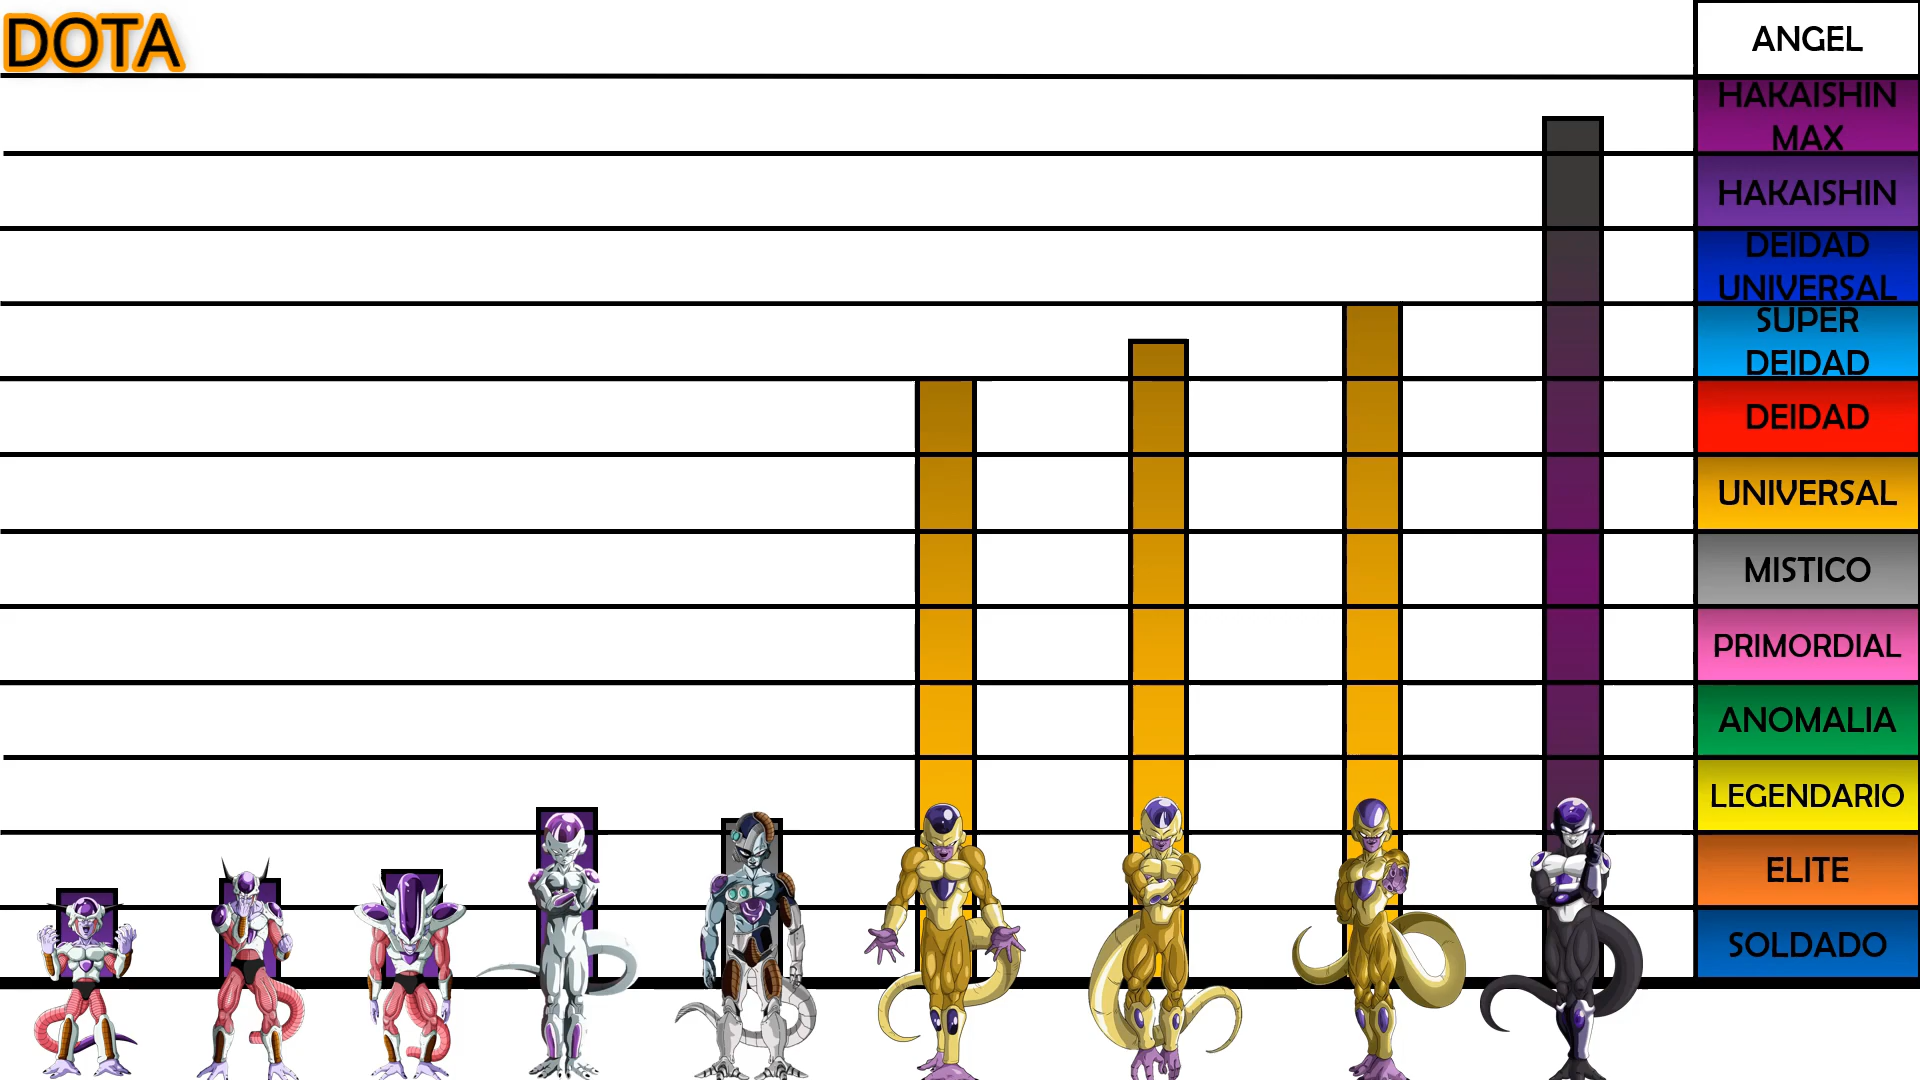 DOTA
ANGEL
HAKAISHIN
MAX
HAKAISHIN
DEIDAD
UNIVERSAL
SUPER
DEIDAD
DEIDAD
UNIVERSAL
MISTICO
PRIMORDIAL
ANOMALIA
LEGENDARIO
ELITE
SOLDADO